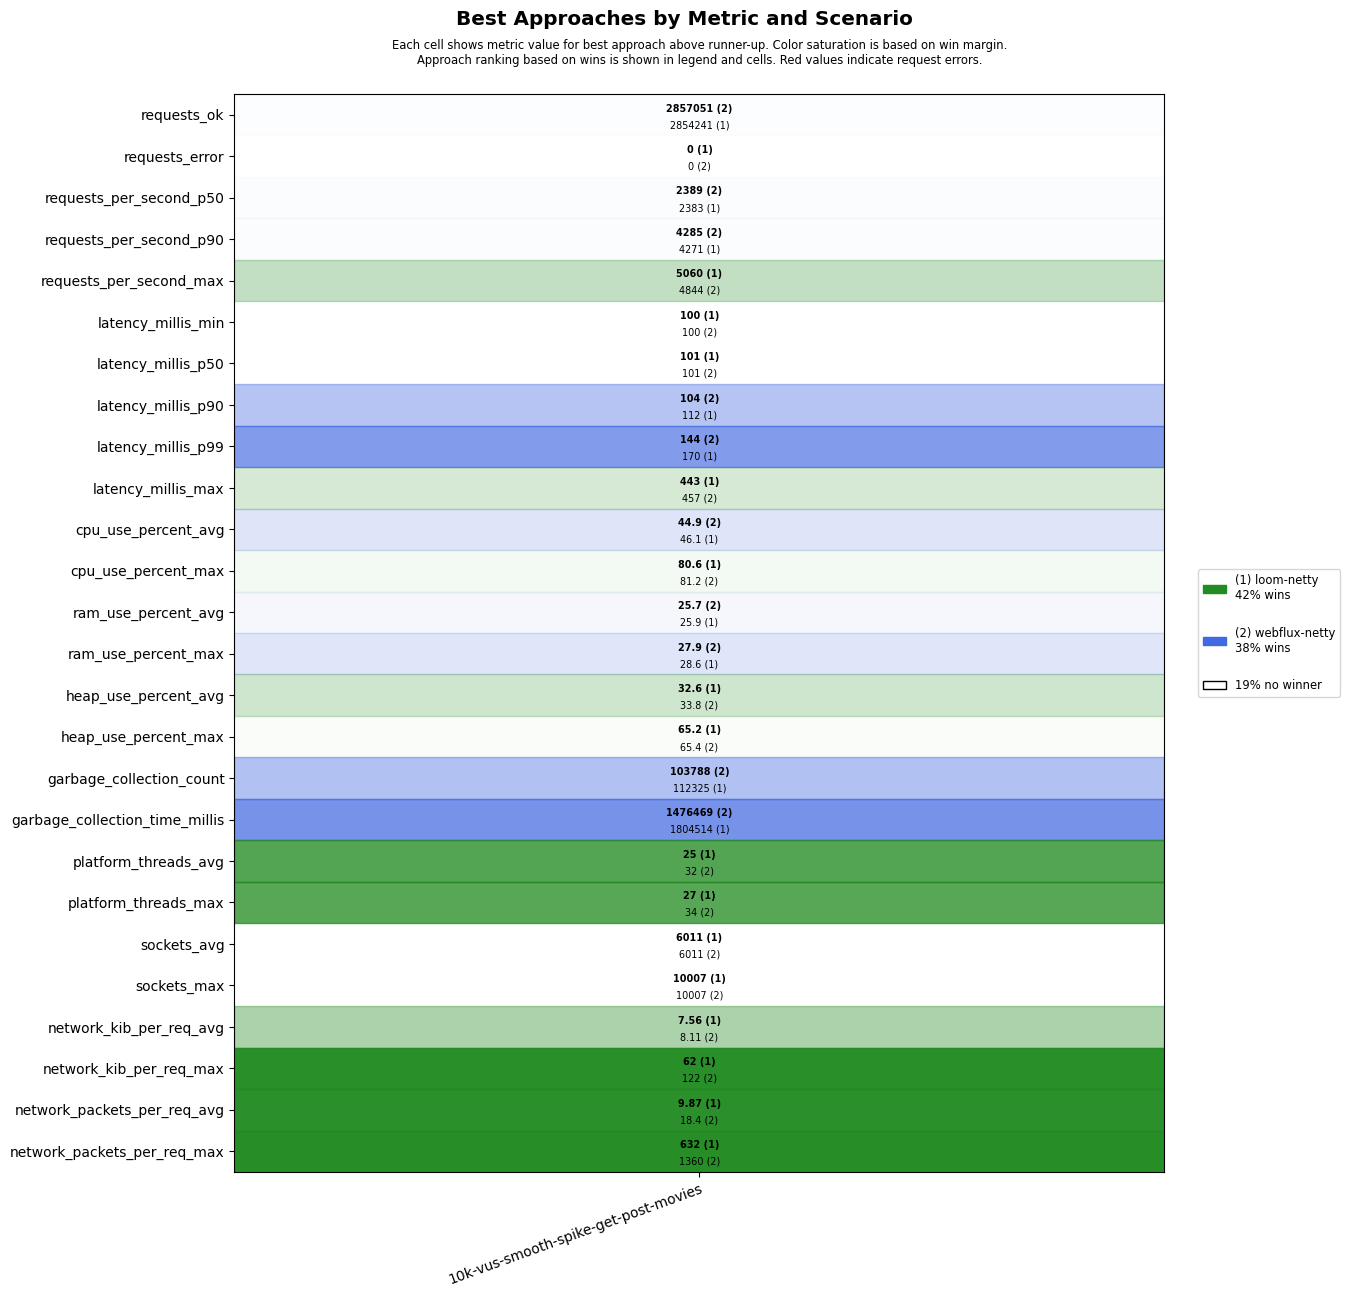 Best Approaches by Metric and Scenario
Each cell shows metric value for best approach above runner-up. Color saturation is based on win margin.
Approach ranking based on wins is shown in legend and cells. Red values indicate request errors.
requests_ok
2857051 (2)
2854241 (1)
requests_error
0 (1)
0 (2)
requests_per_second_p50
2389 (2)
2383 (1)
requests_per_second_p90
4285 (2)
4271 (1)
requests_per_second_max
5060 (1)
4844 (2)
latency_millis_min
100 (1)
100 (2)
latency_millis_p50
101 (1)
101 (2)
latency_millis_p90
104 (2)
112 (1)
latency_millis_p99
144 (2)
170 (1)
latency_millis_max
443 (1)
457 (2)
cpu_use_percent_avg
44.9 (2)
46.1 (1)
cpu_use_percent_max
80.6 (1)
81.2 (2)
ram_use_percent_avg
25.7 (2)
25.9 (1)
ram_use_percent_max
27.9 (2)
28.6 (1)
heap_use_percent_avg
32.6 (1)
33.8 (2)
heap_use_percent_max
65.2 (1)
65.4 (2)
garbage_collection_count
103788 (2)
112325 (1)
garbage_collection_time_millis
1476469 (2)
1804514 (1)
platform_threads_avg
25 (1)
32 (2)
platform_threads_max
27 (1)
34 (2)
sockets_avg
6011 (1)
6011 (2)
sockets_max
10007 (1)
10007 (2)
network_kib_per_req_avg
7.56 (1)
8.11 (2)
network_kib_per_req_max
62 (1)
122 (2)
network_packets_per_req_avg
9.87 (1)
18.4 (2)
network_packets_per_req_max
632 (1)
1360 (2)
10k-vus-smooth-spike-get-post-movies
(1) loom-netty
42% wins
(2) webflux-netty
38% wins
19% no winner